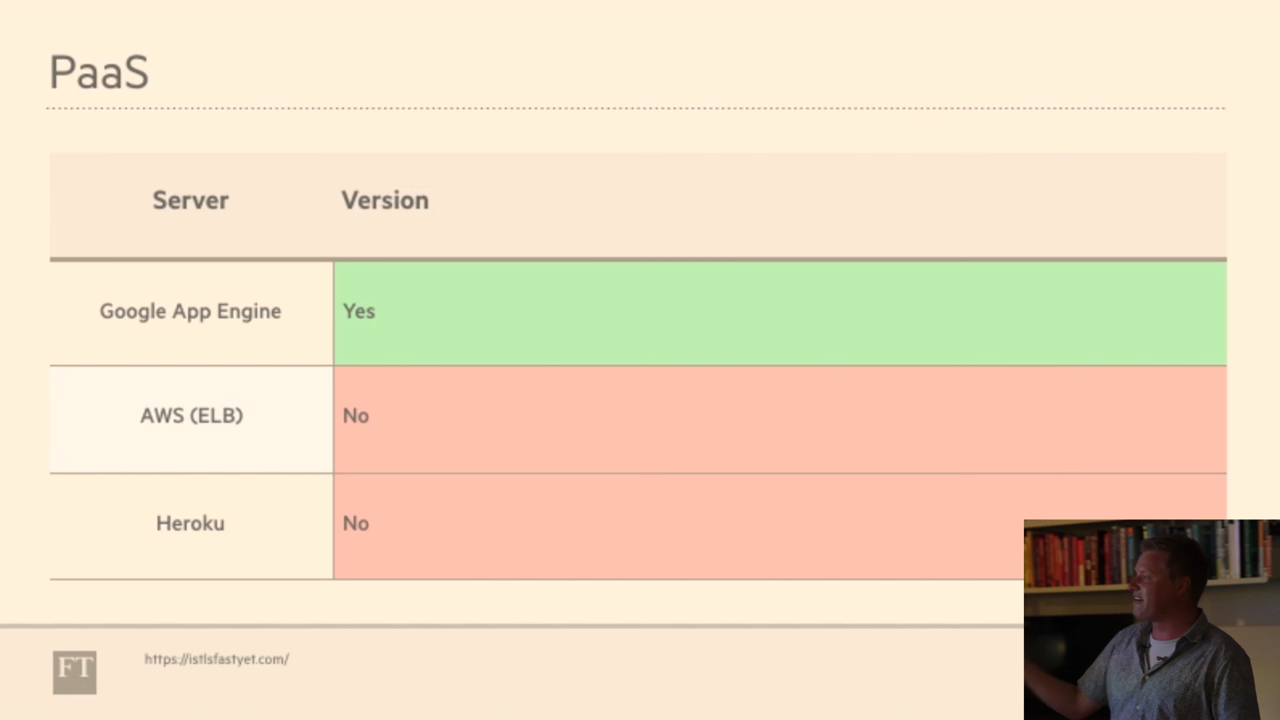 PaaS
Server Version
Google App Engine Yes
AWS (ELB) No
Heroku No
FT https://istlsfastyet.com/